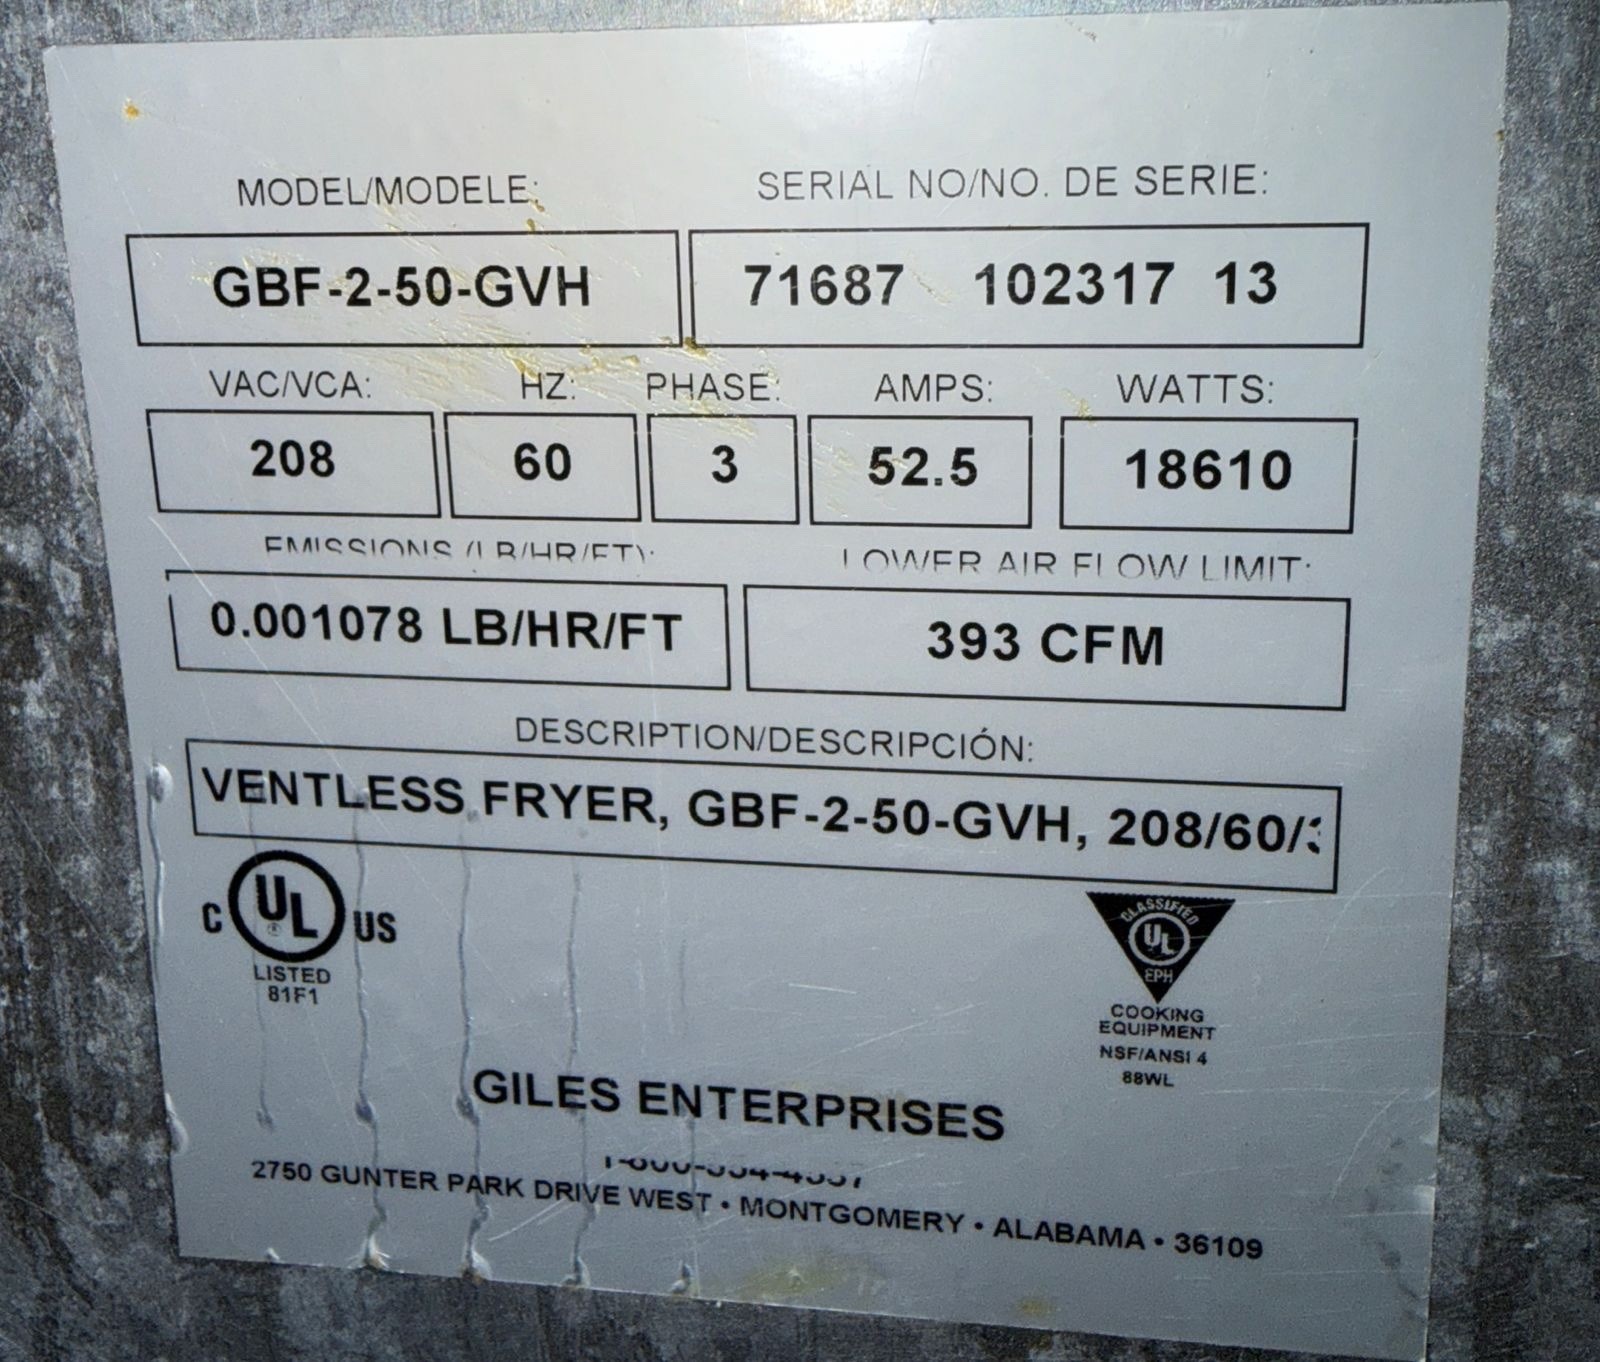 MODEL/MODELE: SERIAL NO/NO. DE SERIE:
GBF-2-50-GVH 71687 102317 13
VAC/VCA: HZ: PHASE: AMPS: WATTS:
208 60 3 52.5 18610
EMISSIONS (LB/HR/FT): LOWER AIR FLOW LIMIT:
0.001078 LB/HR/FT 393 CFM
DESCRIPTION/DESCRIPCIÓN:
VENTLESS FRYER, GBF-2-50-GVH, 208/60/
C UL ® US
LISTED
81F1
CLASSIFIED
UL
EPH
COOKING
EQUIPMENT
NSF/ANSI 4
88WL
GILES ENTERPRISES
2750 GUNTER PARK DRIVE WEST • MONTGOMERY • ALABAMA • 36109